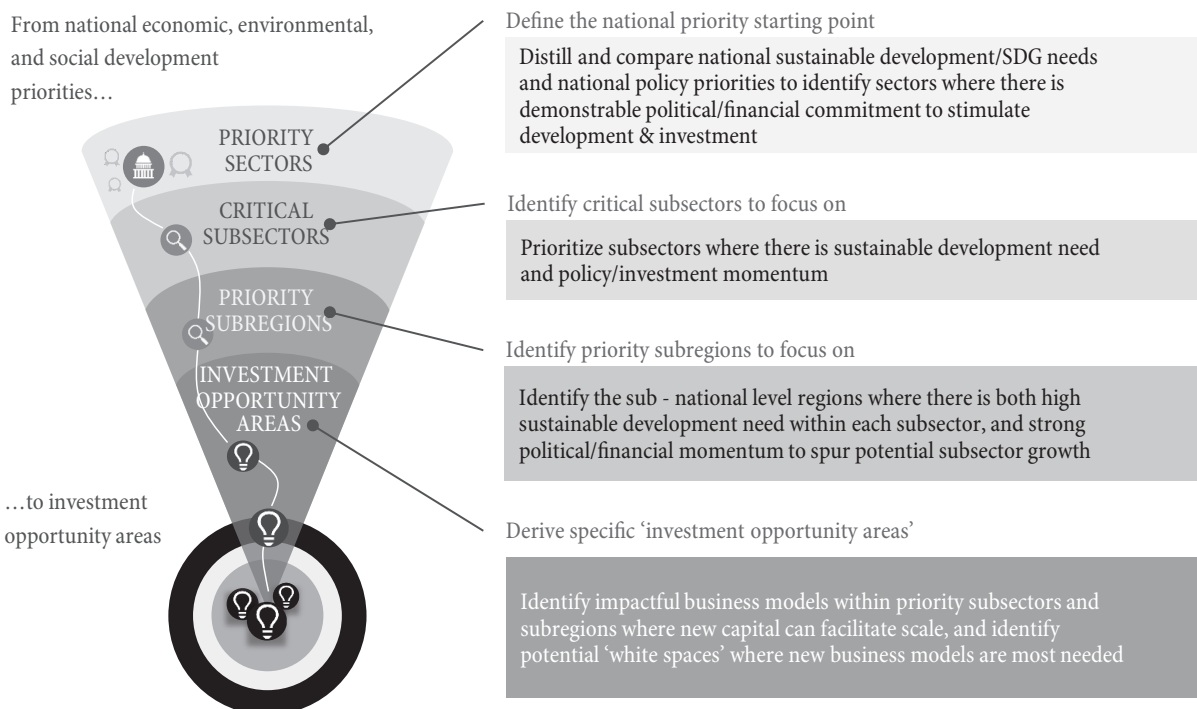 From national economic, environmental,
and social development
priorities…
PRIORITY
SECTORS
CRITICAL
SUBSECTORS
PRIORITY
SUBREGIONS
INVESTMENT
OPPORTUNITY
AREAS
…to investment
opportunity areas
Define the national priority starting point
Distill and compare national sustainable development/SDG needs
and national policy priorities to identify sectors where there is
demonstrable political/financial commitment to stimulate
development & investment
Identify critical subsectors to focus on
Prioritize subsectors where there is sustainable development need
and policy/investment momentum
Identify priority subregions to focus on
Identify the sub - national level regions where there is both high
sustainable development need within each subsector, and strong
political/financial momentum to spur potential subsector growth
Derive specific ‘investment opportunity areas’
Identify impactful business models within priority subsectors and
subregions where new capital can facilitate scale, and identify
potential ‘white spaces’ where new business models are most needed